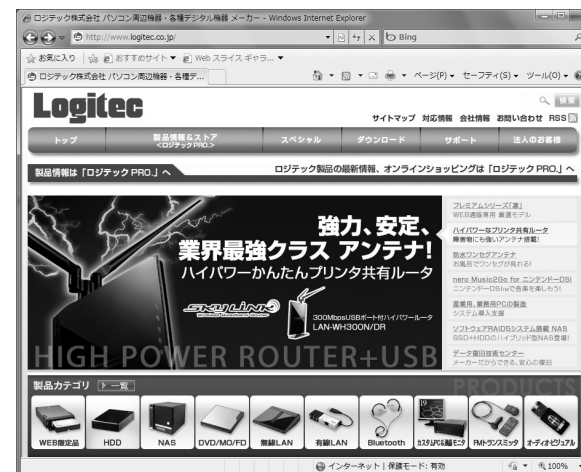 ロジテック株式会社 パソコン周辺機器・各種デジタル機器 メーカー - Windows Internet Explorer
http://www.logitec.co.jp/
Bing
お気に入り おすすめサイト Web スライス ギャラ...
ロジテック株式会社 パソコン周辺機器・各種デ...
ページ(P) セーフティ(S) ツール(O)
Logitec
検索
サイトマップ 対応情報 会社情報 お問い合わせ RSS
トップ
製品情報&ストア
<ロジテックPRO.>
スペシャル
ダウンロード
サポート
法人のお客様
製品情報は「ロジテック PRO.」へ
ロジテック製品の最新情報、オンラインショッピングは「ロジテック PRO.」へ
強力、安定、
業界最強クラス アンテナ!
ハイパワーかんたんプリンタ共有ルータ
SKYLINK
300MbpsUSBポート付ハイパワールータ
LAN-WH300N/DR
HIGH POWER ROUTER+USB
プレミアムシリーズ「凛」
WEB通販専用 厳選モデル
ハイパワーなプリンタ共有ルータ
障害物にも強いアンテナ搭載!
防水ワンセグアンテナ
お風呂でワンセグが見れる!
nero Music2Go for ニンテンドーDSi
ニンテンドーDSiwで音楽を楽しもう!
産業用、業務用PCの製造
システム導入支援
ソフトウェアRAID5システム搭載 NAS
SSD+HDDのハイブリッド型NAS登場!
データ復旧技術センター
メーカーだからできる、安心の復旧
製品カテゴリ 一覧
PRODUCTS
WEB限定品
HDD
NAS
DVD/MO/FD
無線LAN
有線LAN
Bluetooth
カスタムPC&組込モニタ
FMトランスミッタ
オーディオビジュアル
インターネット | 保護モード: 有効
100%